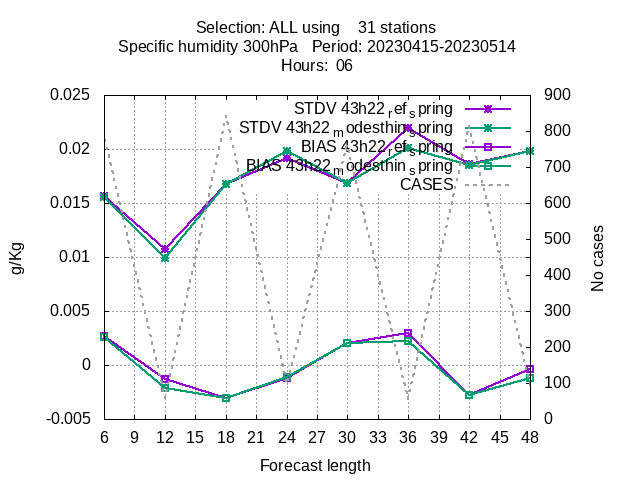 Selection: ALL using    31 stations
Specific humidity 300hPa   Period: 20230415-20230514
Hours:  06
0.025
0.02
0.015
0.01
0.005
0
-0.005
g/Kg
STDV 43h22_ref_spring
STDV 43h22_modesthin_spring
BIAS 43h22_ref_spring
BIAS 43h22_modesthin_spring
CASES
900
800
700
600
500
400
300
200
100
0
No cases
6 9 12 15 18 21 24 27 30 33 36 39 42 45 48
Forecast length